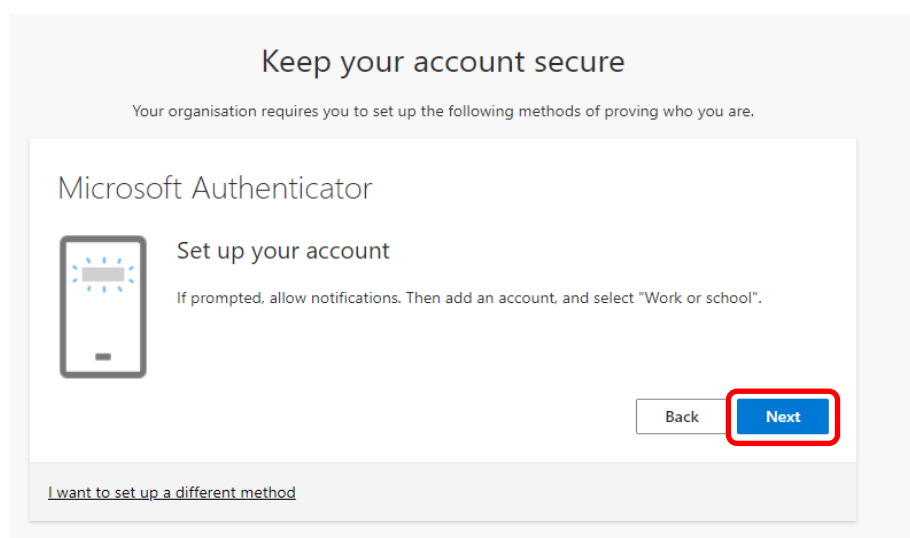 Keep your account secure
Your organisation requires you to set up the following methods of proving who you are.
Microsoft Authenticator
Set up your account
If prompted, allow notifications. Then add an account, and select "Work or school".
Back
Next
I want to set up a different method